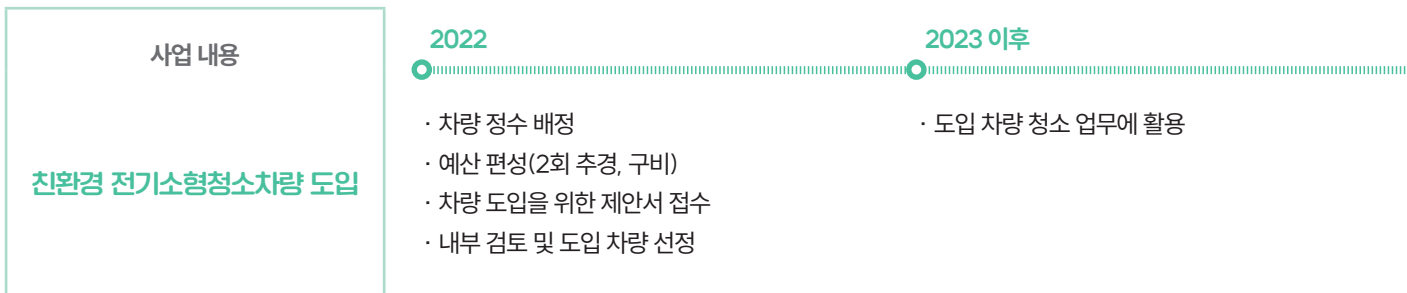 사업 내용
친환경 전기소형청소차량 도입
2022
· 차량 정수 배정
· 예산 편성(2회 추경, 구비)
· 차량 도입을 위한 제안서 접수
· 내부 검토 및 도입 차량 선정
2023 이후
· 도입 차량 청소 업무에 활용